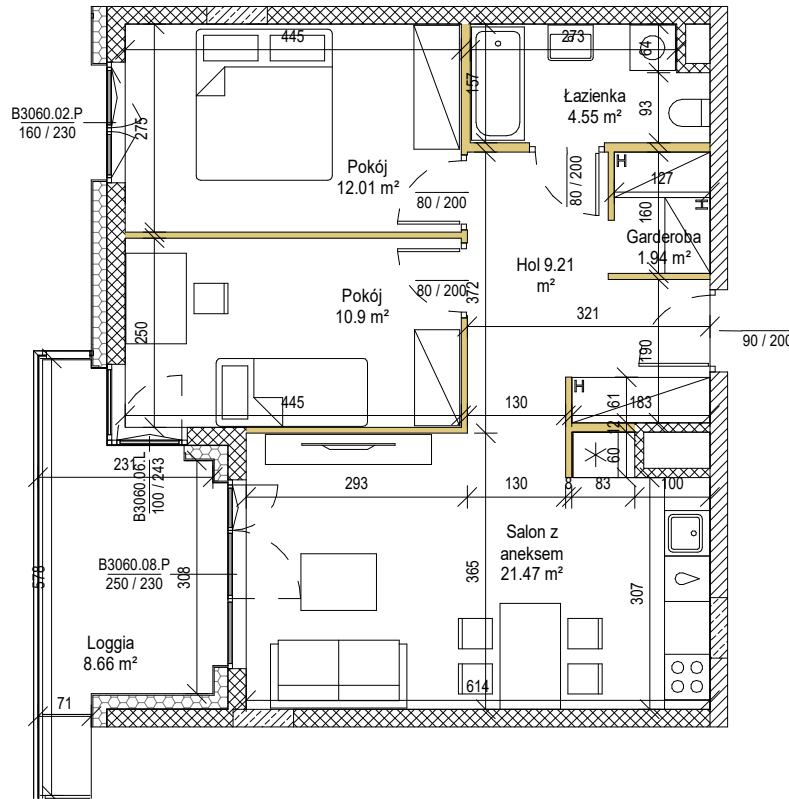 445
273
64
157
Łazienka
4.55 m²
93
B3060.02.P
160 / 230
275
Pokój
12.01 m²
80 / 200
80 / 200
H
127
H
160
Garderoba
1.94 m²
Hol 9.21
m²
372
Pokój
10.9 m²
80 / 200
250
321
190
90 / 200
445
130
H
61
183
12
60
231
B3060.06.L
100 / 243
293
130
8
83
100
B3060.08.P
250 / 230
308
578
Salon z
aneksem
21.47 m²
365
307
Loggia
8.66 m²
71
614